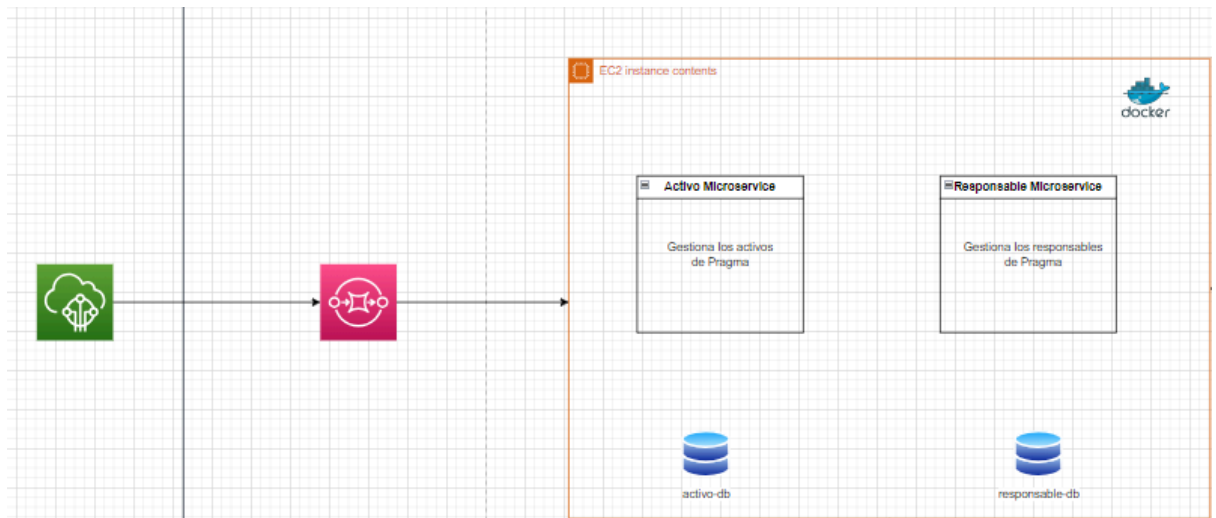 EC2 instance contents
docker
Activo Microservice
Responsable Microservice
Gestiona los activos
de Pragma
Gestiona los responsables
de Pragma
activo-db
responsable-db